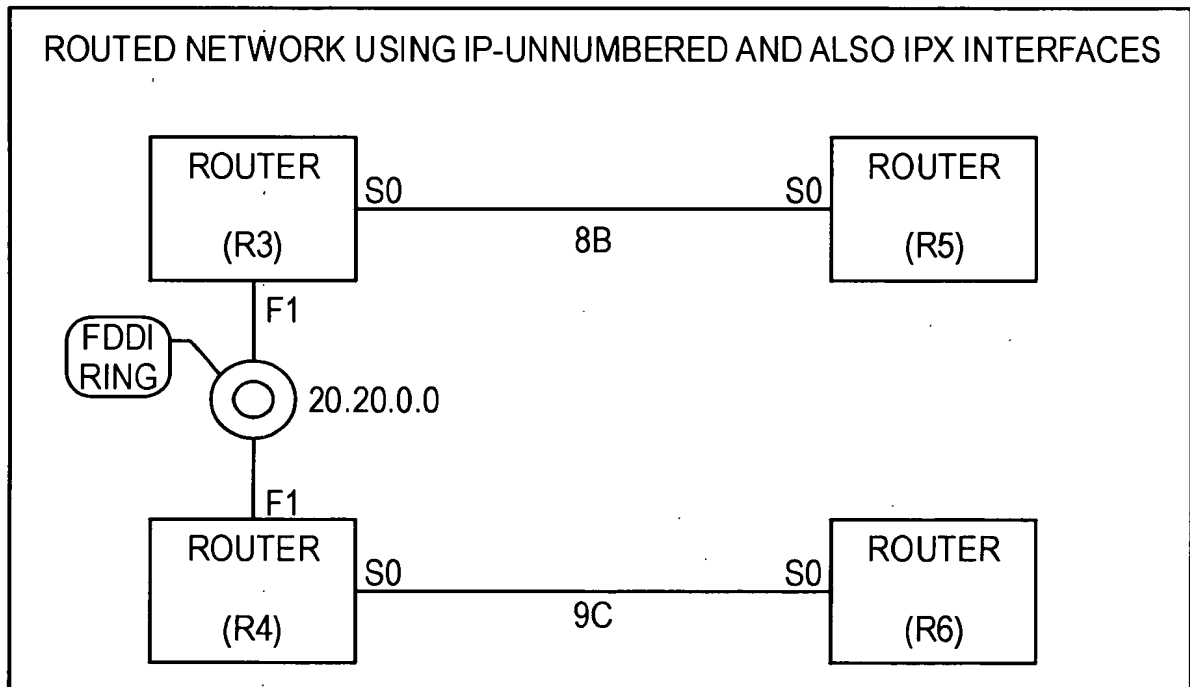 ROUTED NETWORK USING IP-UNNUMBERED AND ALSO IPX INTERFACES
ROUTER
(R3)
S0
8B
S0
ROUTER
(R5)
F1
FDDI
RING
20.20.0.0
F1
ROUTER
(R4)
S0
9C
S0
ROUTER
(R6)